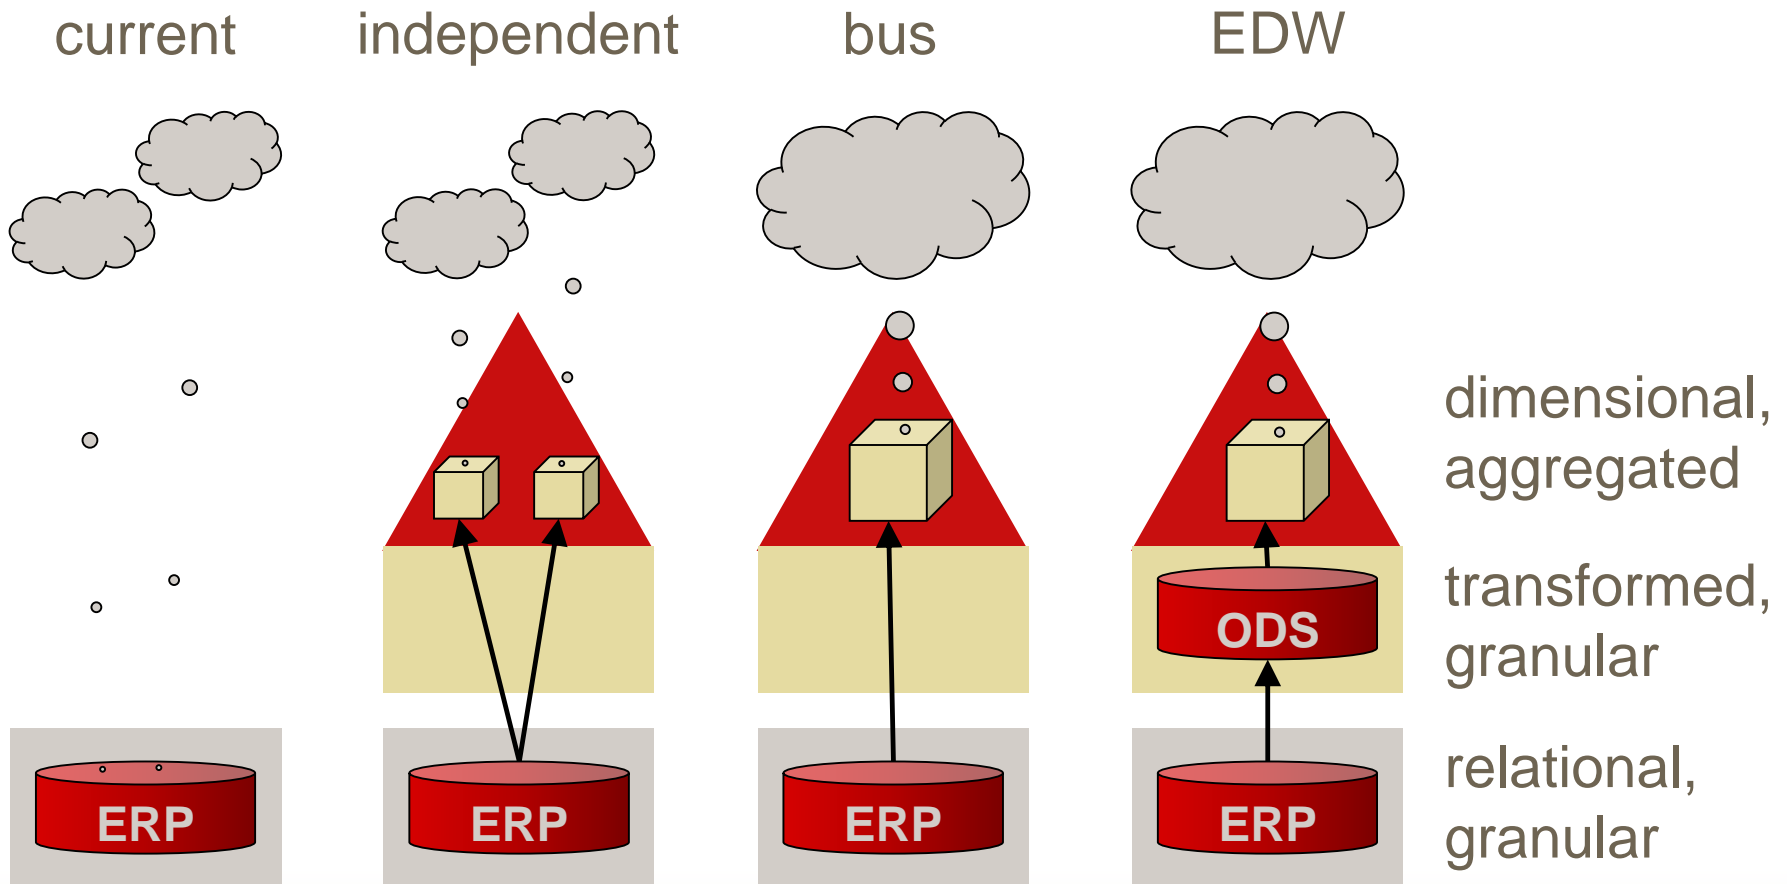 current
independent
bus
EDW
dimensional,
aggregated
transformed,
granular
ODS
relational,
granular
ERP
ERP
ERP
ERP